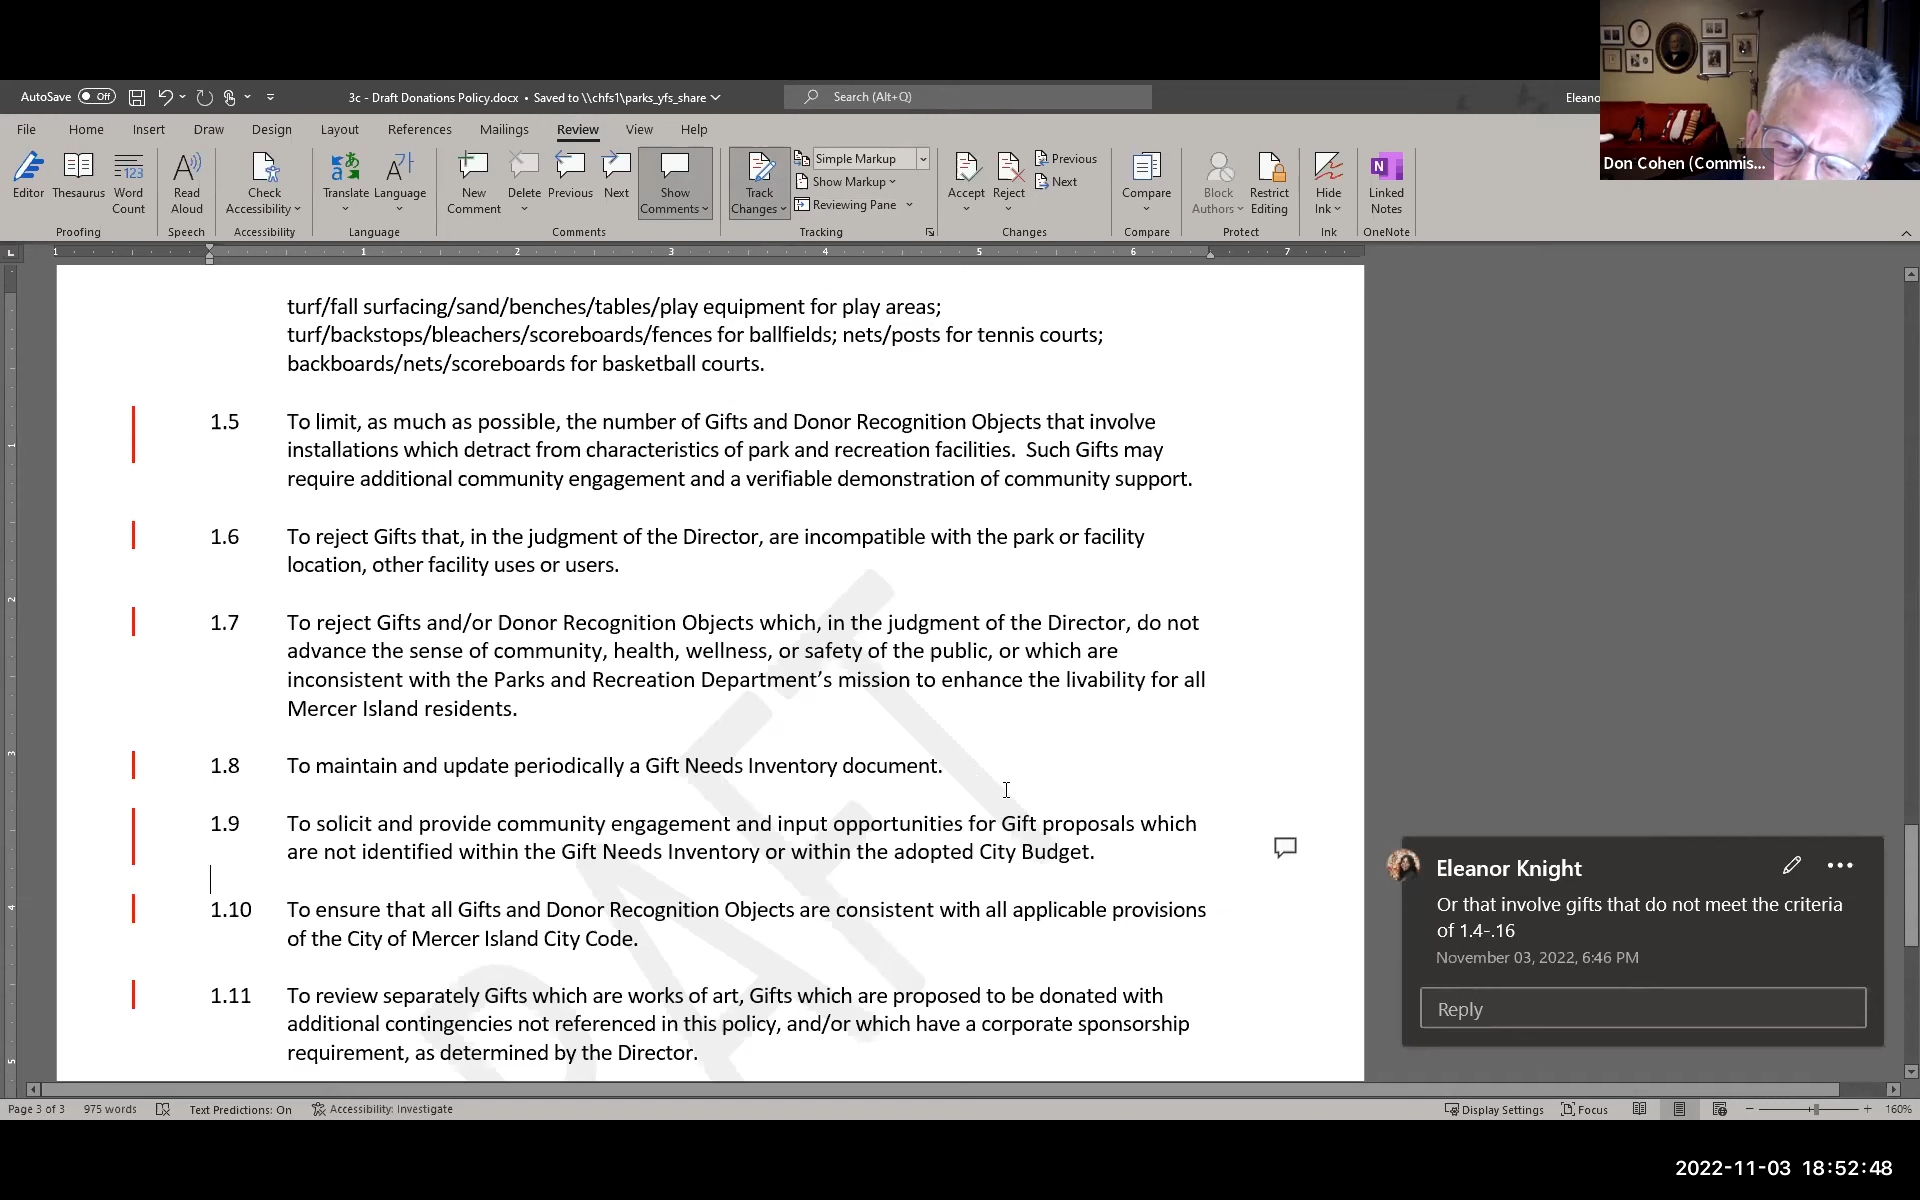 AutoSave Off
3c - Draft Donations Policy.docx • Saved to \\chfs1\parks_yfs_share
Search (Alt+Q)
Eleano
Don Cohen (Commis...
File Home Insert Draw Design Layout References Mailings Review View Help
Editor
Thesaurus
Word Count
Read Aloud
Check Accessibility
Translate
Language
New Comment
Delete
Previous
Next
Show Comments
Track Changes
Simple Markup
Show Markup
Reviewing Pane
Accept
Reject
Previous
Next
Compare
Block Authors
Restrict Editing
Hide Ink
Linked Notes
Proofing Speech Accessibility Language Comments Tracking Changes Compare Protect Ink OneNote
1 1 2 3 4 5 6 7
turf/fall surfacing/sand/benches/tables/play equipment for play areas;
turf/backstops/bleachers/scoreboards/fences for ballfields; nets/posts for tennis courts;
backboards/nets/scoreboards for basketball courts.
1.5 To limit, as much as possible, the number of Gifts and Donor Recognition Objects that involve
installations which detract from characteristics of park and recreation facilities. Such Gifts may
require additional community engagement and a verifiable demonstration of community support.
1.6 To reject Gifts that, in the judgment of the Director, are incompatible with the park or facility
location, other facility uses or users.
1.7 To reject Gifts and/or Donor Recognition Objects which, in the judgment of the Director, do not
advance the sense of community, health, wellness, or safety of the public, or which are
inconsistent with the Parks and Recreation Department's mission to enhance the livability for all
Mercer Island residents.
1.8 To maintain and update periodically a Gift Needs Inventory document.
1.9 To solicit and provide community engagement and input opportunities for Gift proposals which
are not identified within the Gift Needs Inventory or within the adopted City Budget.
1.10 To ensure that all Gifts and Donor Recognition Objects are consistent with all applicable provisions
of the City of Mercer Island City Code.
1.11 To review separately Gifts which are works of art, Gifts which are proposed to be donated with
additional contingencies not referenced in this policy, and/or which have a corporate sponsorship
requirement, as determined by the Director.
DRAFT
1
2
3
4
5
Eleanor Knight
Or that involve gifts that do not meet the criteria
of 1.4-.16
November 03, 2022, 6:46 PM
Reply
Page 3 of 3 975 words Text Predictions: On Accessibility: Investigate
Display Settings Focus 160%
2022-11-03 18:52:48